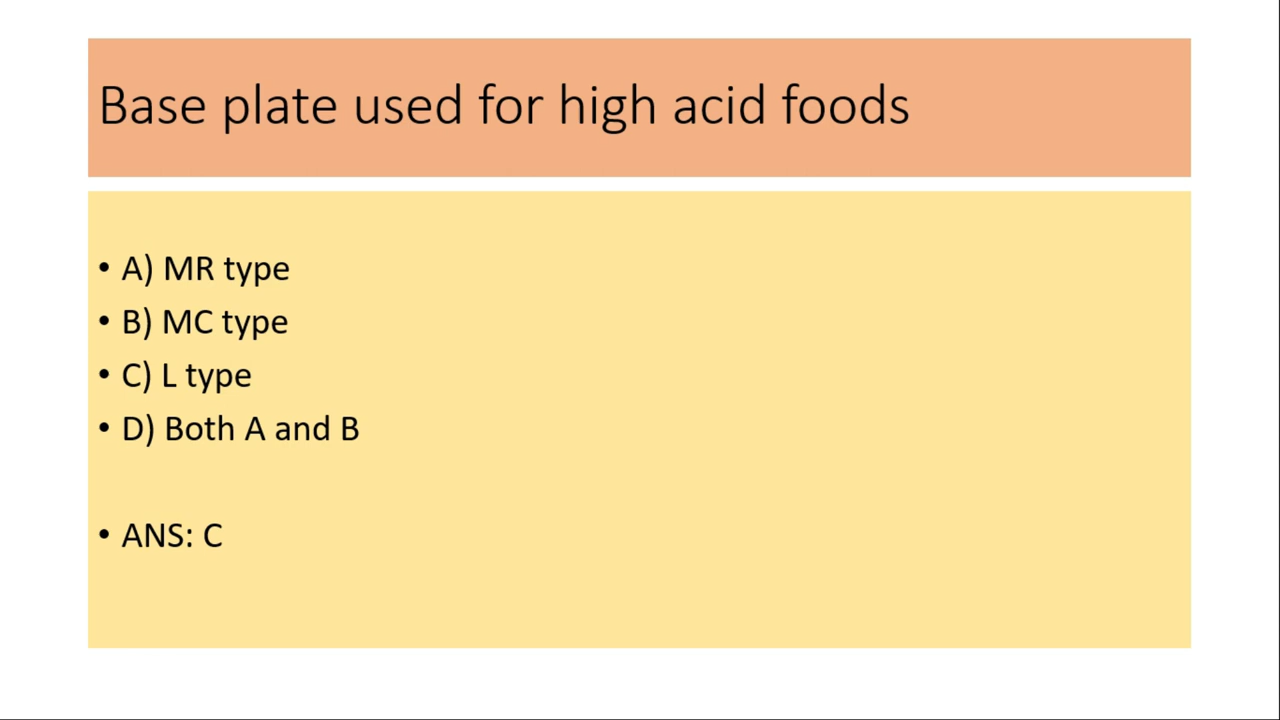 Base plate used for high acid foods
• A) MR type
• B) MC type
• C) L type
• D) Both A and B
• ANS: C